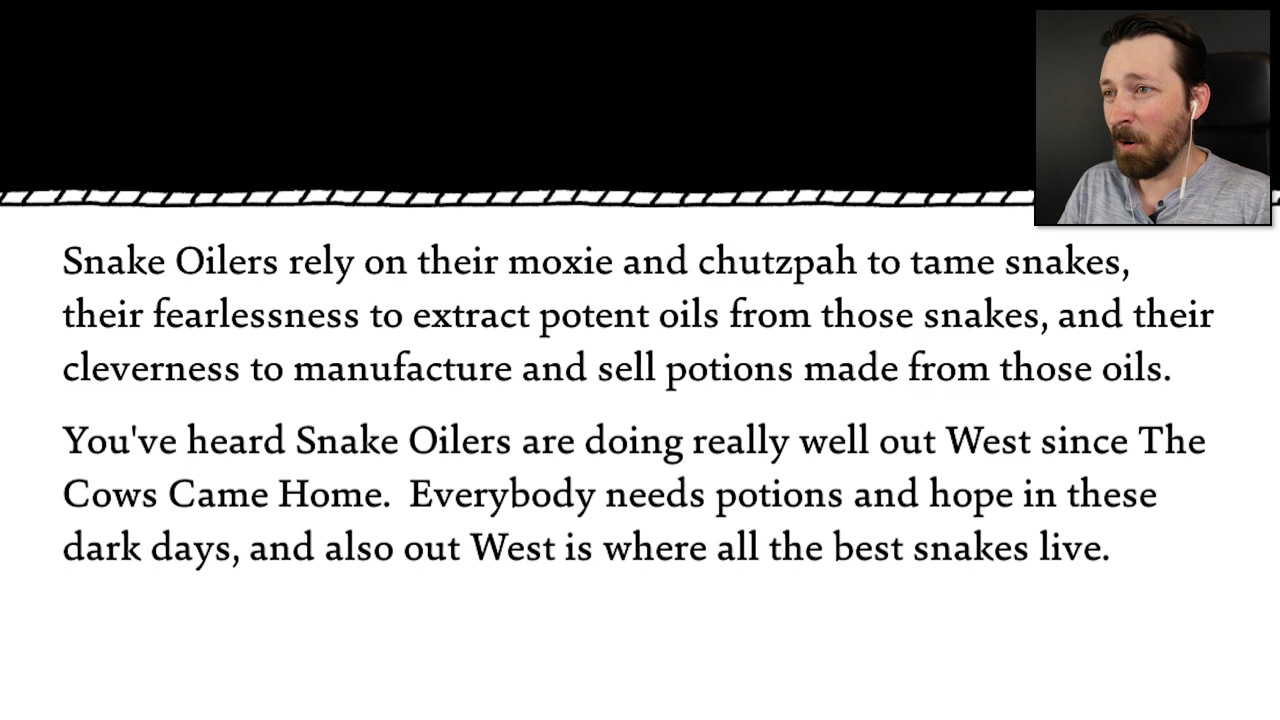 Snake Oilers rely on their moxie and chutzpah to tame snakes,
their fearlessness to extract potent oils from those snakes, and their
cleverness to manufacture and sell potions made from those oils.
You've heard Snake Oilers are doing really well out West since The
Cows Came Home.  Everybody needs potions and hope in these
dark days, and also out West is where all the best snakes live.